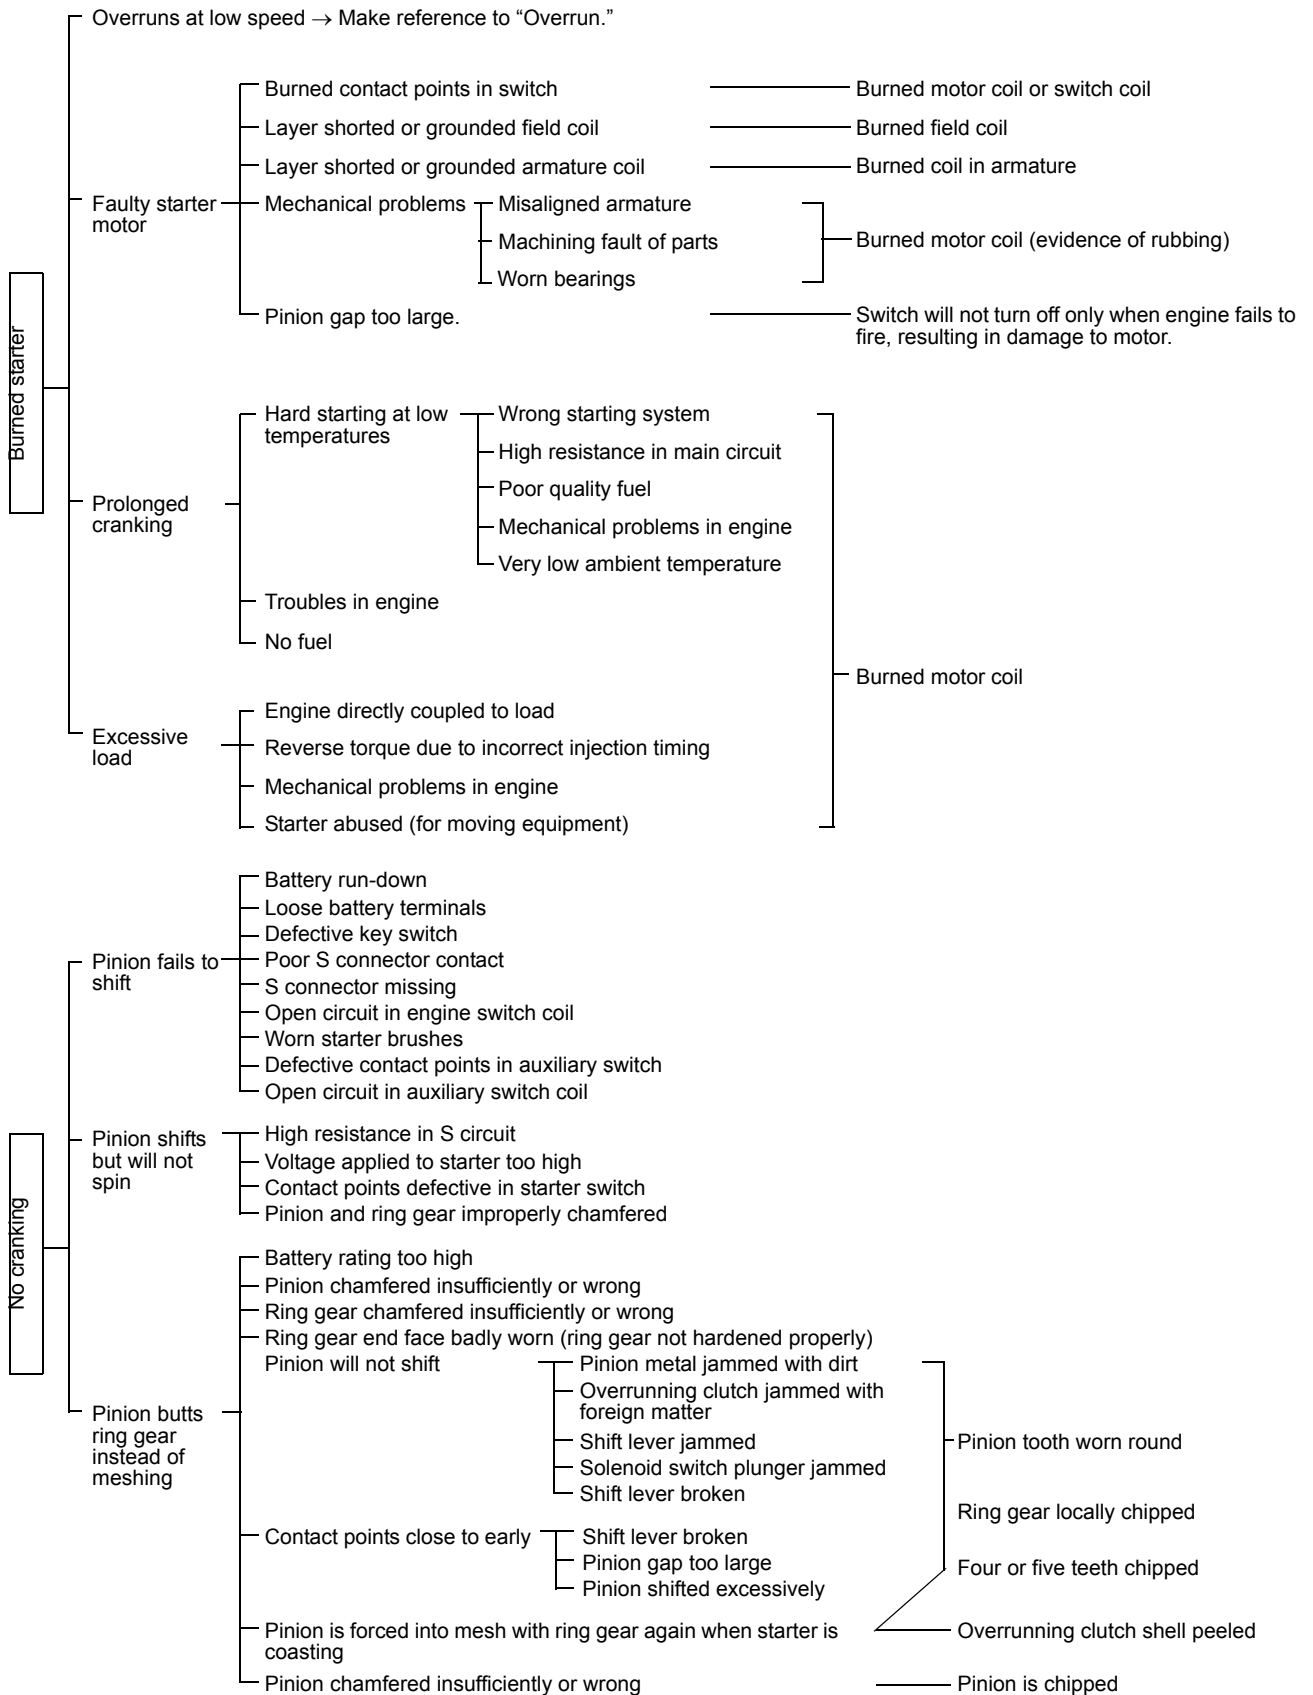 Overruns at low speed → Make reference to “Overrun.”
Burned contact points in switch
Burned motor coil or switch coil
Layer shorted or grounded field coil
Burned field coil
Layer shorted or grounded armature coil
Burned coil in armature
Faulty starter
motor
Mechanical problems
Misaligned armature
Machining fault of parts
Worn bearings
Burned motor coil (evidence of rubbing)
Pinion gap too large.
Switch will not turn off only when engine fails to
fire, resulting in damage to motor.
Burned starter
Hard starting at low
temperatures
Wrong starting system
High resistance in main circuit
Poor quality fuel
Mechanical problems in engine
Very low ambient temperature
Prolonged
cranking
Troubles in engine
No fuel
Burned motor coil
Excessive
load
Engine directly coupled to load
Reverse torque due to incorrect injection timing
Mechanical problems in engine
Starter abused (for moving equipment)
Battery run-down
Loose battery terminals
Defective key switch
Pinion fails to
shift
Poor S connector contact
S connector missing
Open circuit in engine switch coil
Worn starter brushes
Defective contact points in auxiliary switch
Open circuit in auxiliary switch coil
Pinion shifts
but will not
spin
High resistance in S circuit
Voltage applied to starter too high
Contact points defective in starter switch
Pinion and ring gear improperly chamfered
No cranking
Battery rating too high
Pinion chamfered insufficiently or wrong
Ring gear chamfered insufficiently or wrong
Ring gear end face badly worn (ring gear not hardened properly)
Pinion will not shift
Pinion metal jammed with dirt
Overrunning clutch jammed with
foreign matter
Shift lever jammed
Solenoid switch plunger jammed
Shift lever broken
Pinion butts
ring gear
instead of
meshing
Pinion tooth worn round
Ring gear locally chipped
Four or five teeth chipped
Contact points close to early
Shift lever broken
Pinion gap too large
Pinion shifted excessively
Pinion is forced into mesh with ring gear again when starter is
coasting
Overrunning clutch shell peeled
Pinion chamfered insufficiently or wrong
Pinion is chipped